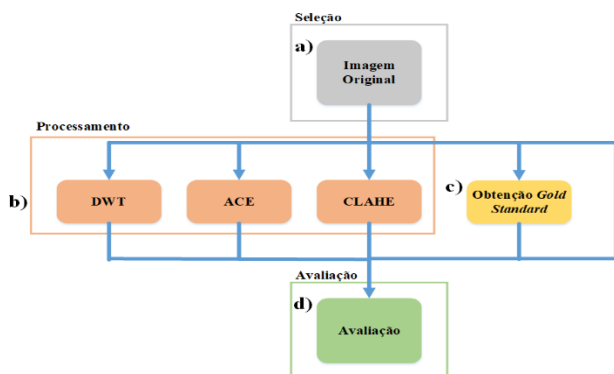 Seleção
a)
Imagem
Original
Processamento
b)
DWT
ACE
CLAHE
c)
Obtenção Gold
Standard
Avaliação
d)
Avaliação